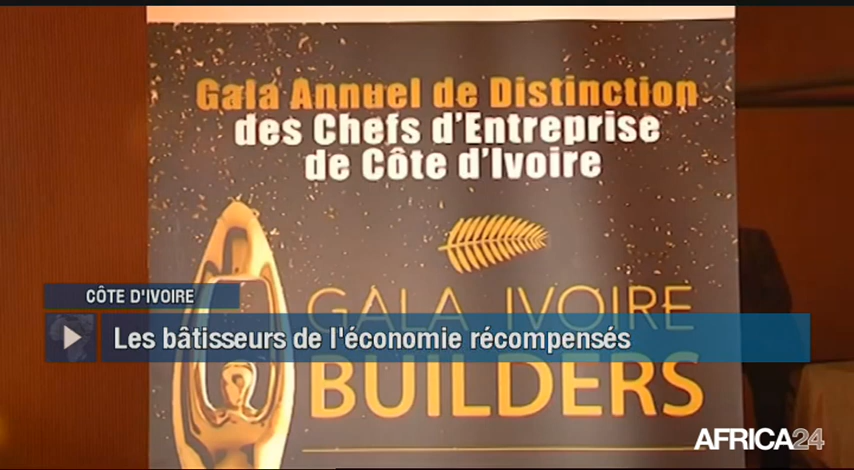 Gala Annuel de Distinction
des Chefs d'Entreprise
de Côte d'Ivoire
GALA IVOIRE
BUILDERS
CÔTE D'IVOIRE
Les bâtisseurs de l'économie récompensés
AFRICA24